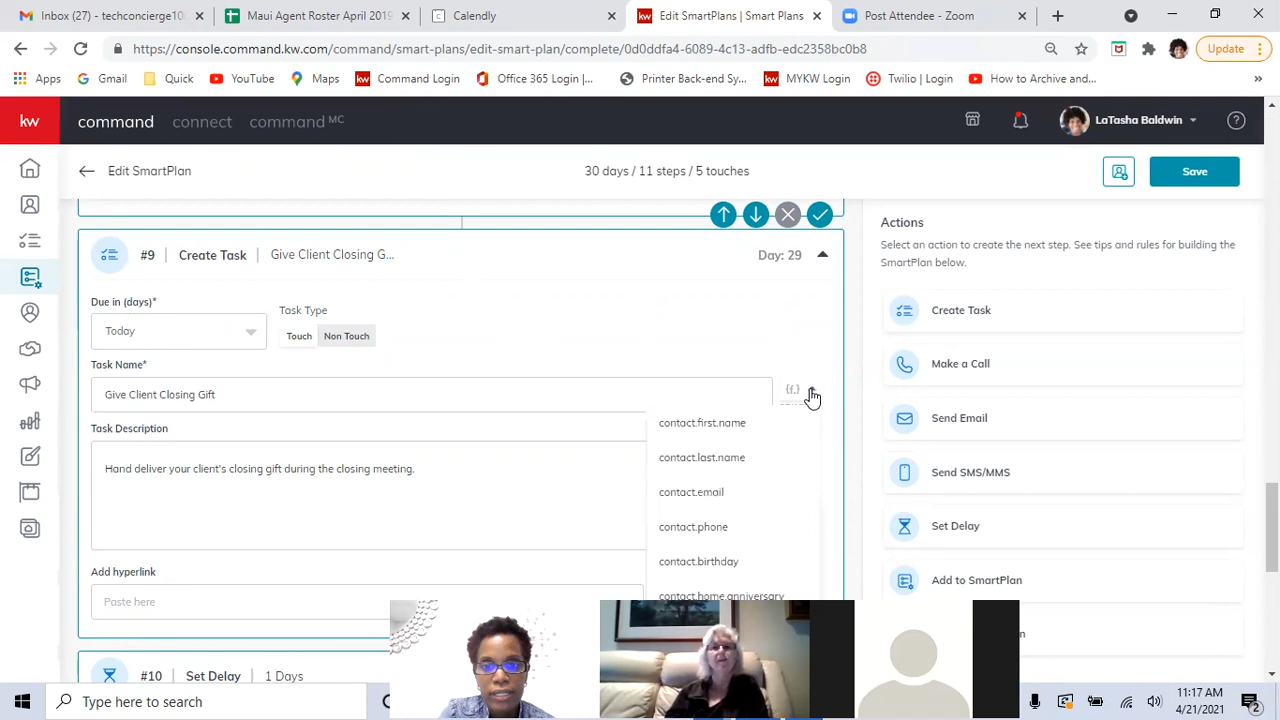 Inbox (296) - techconierge@
Maui Agent Roster April 2019 -
Calendly
Edit SmartPlan | Smart Plans
Post Attendee - Zoom
https://console.command.kw.com/command/smart-plans/edit-smart-plan/complete/0d0ddfa4-6089-4c13-adfb-edc2358bc0b8
Update
Apps
Gmail
Quick
YouTube
Maps
Command Login
Office 365 Login |...
Printer Back-end Sy...
MYKW Login
Twilio | Login
How to Archive and...
kw
command
connect
command MC
LaTasha Baldwin
Edit SmartPlan
30 days / 11 steps / 5 touches
Save
#9
Create Task
Give Client Closing G...
Day: 29
Due in (days)*
Task Type
Today
Touch
Non Touch
Task Name*
Give Client Closing Gift
{f,}
Task Description
Hand deliver your client's closing gift during the closing meeting.
contact.first.name
contact.last.name
contact.email
contact.phone
contact.birthday
contact.home.anniversary
Add hyperlink
Paste here
#10
Set Delay
1 Days
Actions
Select an action to create the next step. See tips and rules for building the
SmartPlan below.
Create Task
Make a Call
Send Email
Send SMS/MMS
Set Delay
Add to SmartPlan
Type here to search
11:17 AM
4/21/2021
2